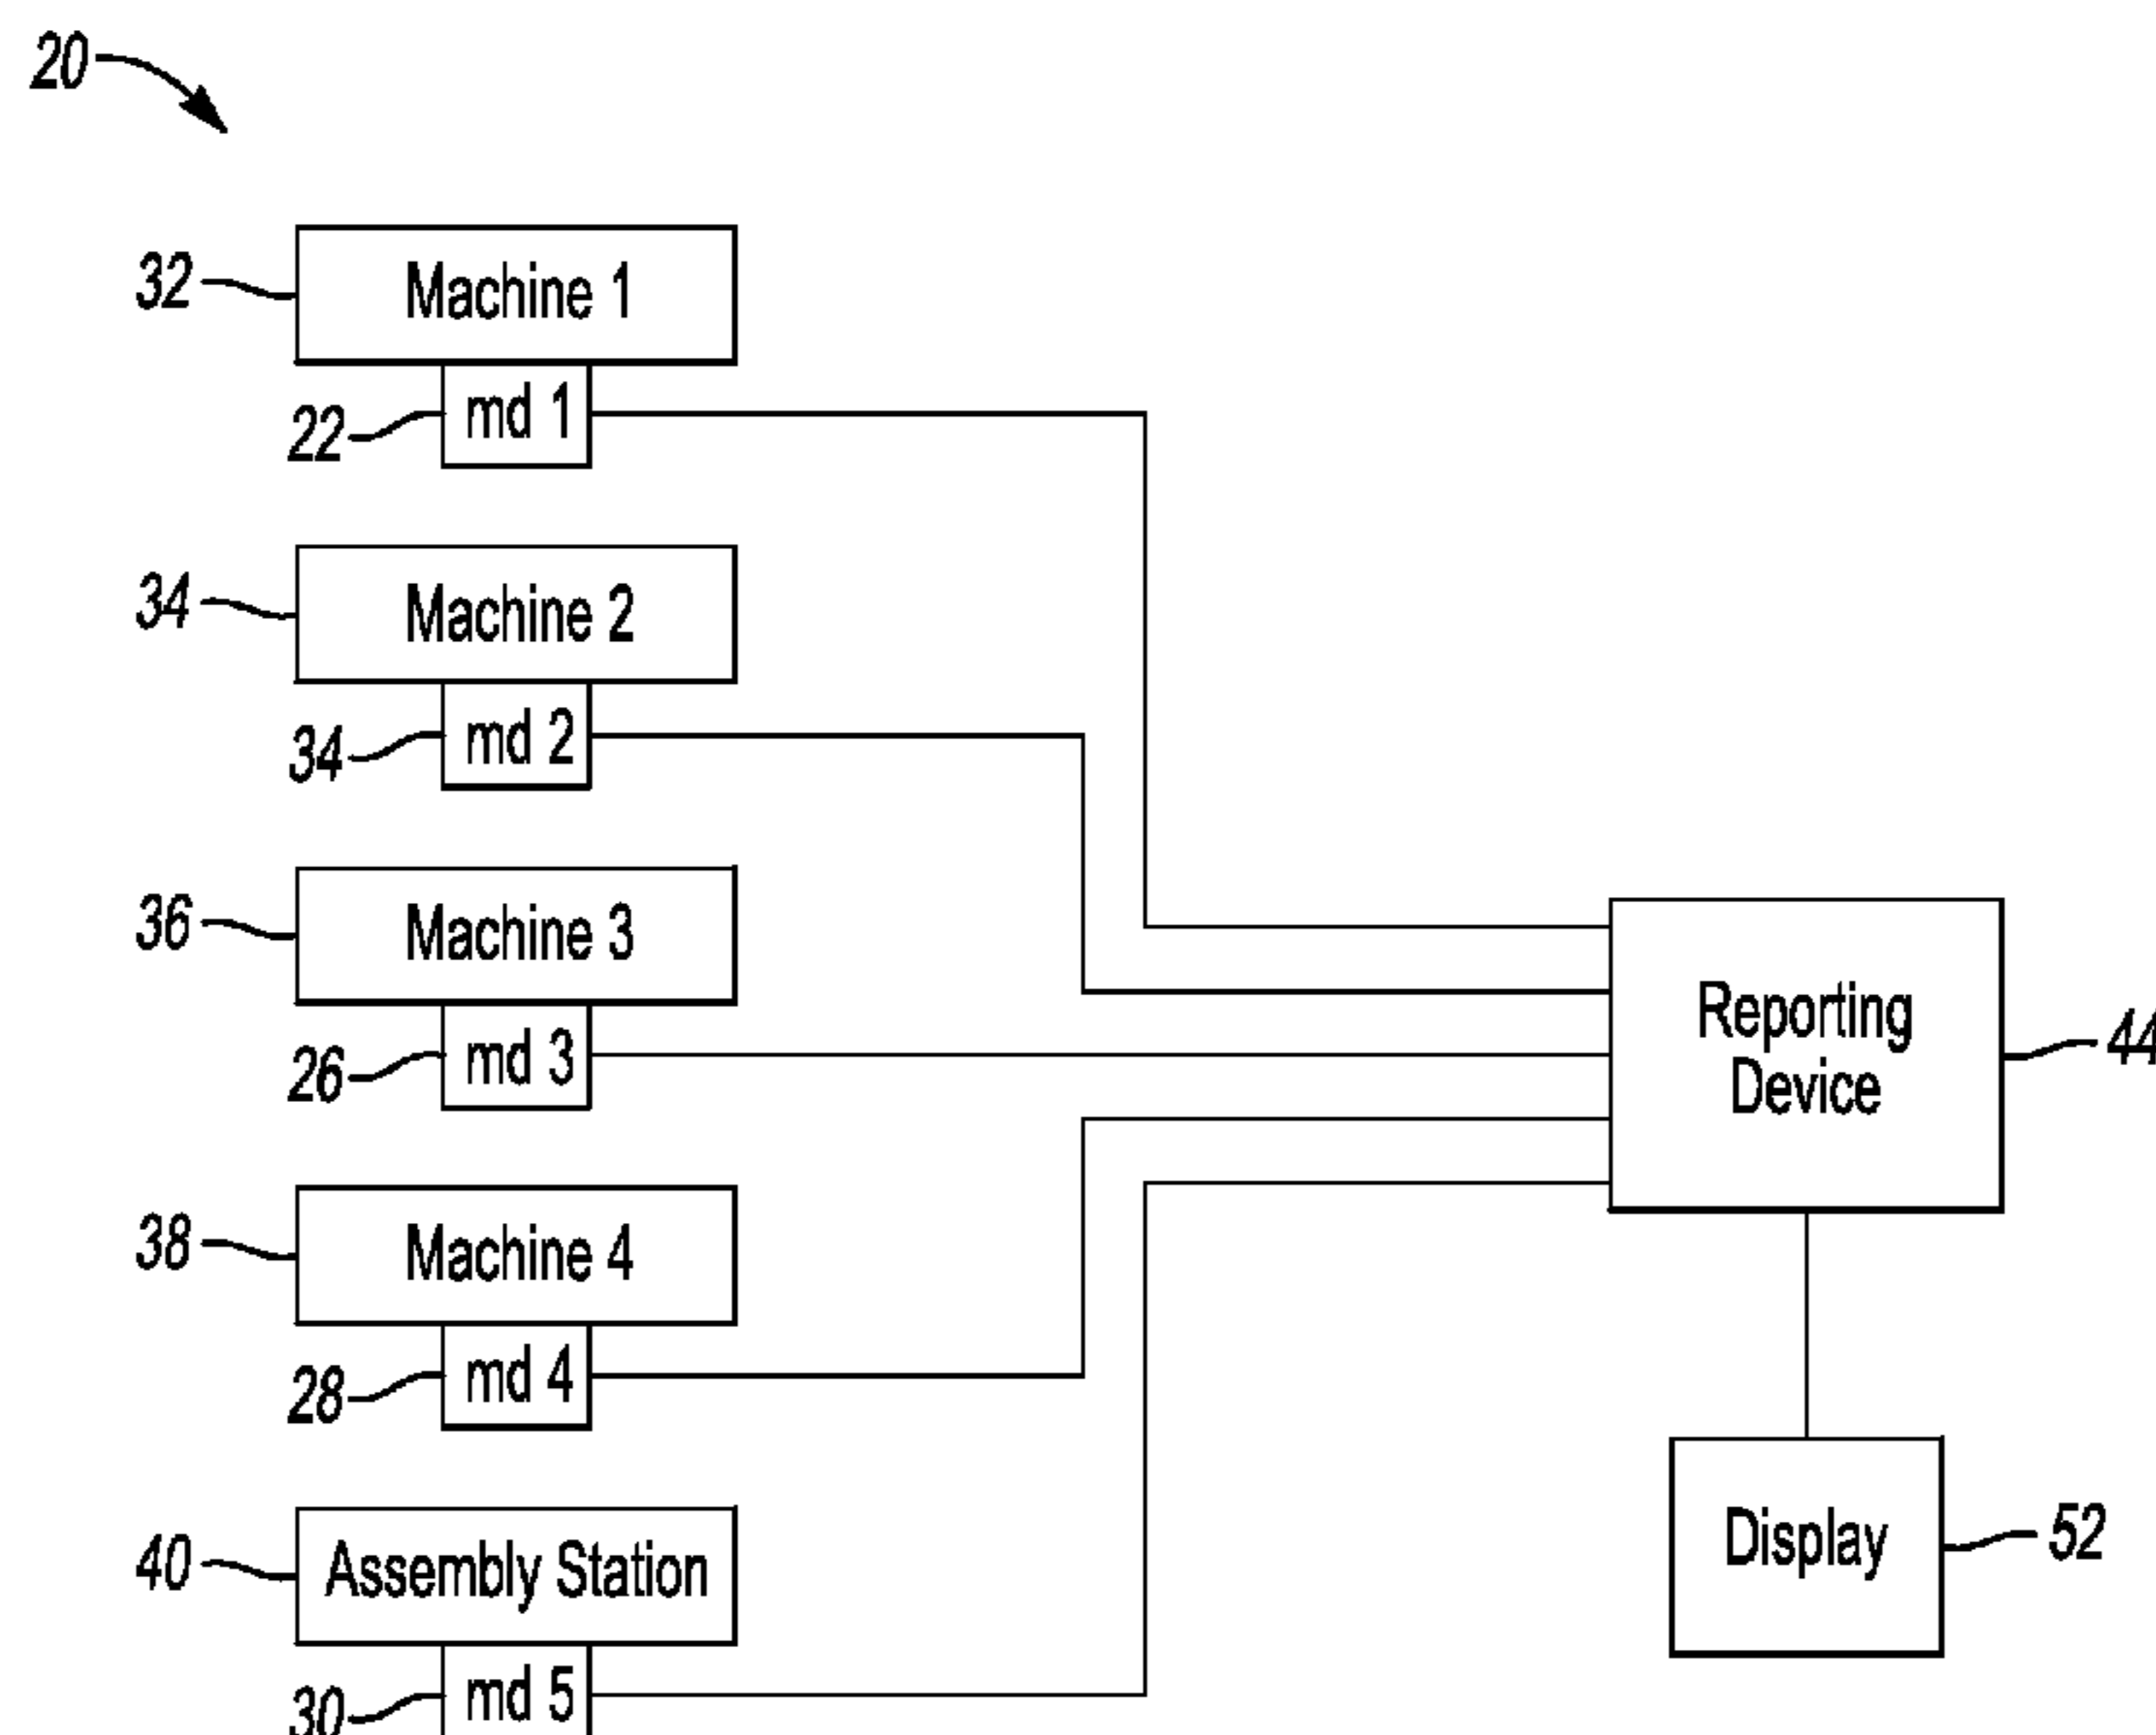 20
32
Machine 1
22
md 1
34
Machine 2
34
md 2
36
Machine 3
26
md 3
Reporting
Device
44
38
Machine 4
28
md 4
40
Assembly Station
30
md 5
Display
52